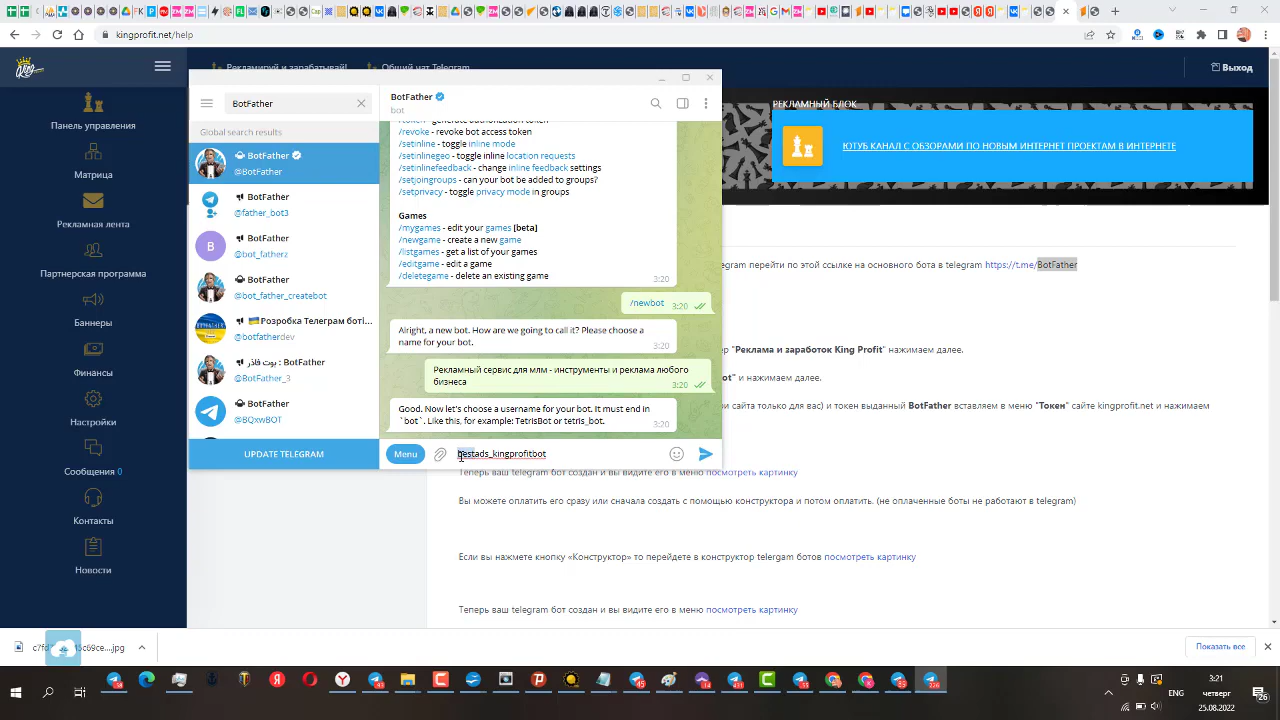 kingprofit.net/help
Рекламируй и зарабатывай!
Общий чат Telegram
Выход
Панель управления
Матрица
Рекламная лента
Партнерская программа
Баннеры
Финансы
Настройки
Сообщения 0
Контакты
Новости
РЕКЛАМНЫЙ БЛОК
ЮТУБ КАНАЛ С ОБЗОРАМИ ПО НОВЫМ ИНТЕРНЕТ ПРОЕКТАМ В ИНТЕРНЕТЕ
BotFather
Global search results
BotFather
@BotFather
BotFather
@father_bot3
B
BotFather
@bot_fatherz
BotFather
@bot_father_createbot
Розробка Телеграм боті...
@botfatherdev
بوت فاذر : BotFather
@BotFather_3
BotFather
@BQxwBOT
UPDATE TELEGRAM
BotFather
bot
/revoke - revoke bot access token
/setinline - toggle inline mode
/setinlinegeo - toggle inline location requests
/setinlinefeedback - change inline feedback settings
/setjoingroups - can your bot be added to groups?
/setprivacy - toggle privacy mode in groups
Games
/mygames - edit your games [beta]
/newgame - create a new game
/listgames - get a list of your games
/editgame - edit a game
/deletegame - delete an existing game
3:20
/newbot
3:20
Alright, a new bot. How are we going to call it? Please choose a
name for your bot.
3:20
Рекламный сервис для млм - инструменты и реклама любого
бизнеса
3:20
Good. Now let's choose a username for your bot. It must end in
`bot`. Like this, for example: TetrisBot or tetris_bot.
3:20
Menu
bestads_kingprofitbot
egram перейти по этой ссылке на основного бота в telegram https://t.me/BotFather
ер "Реклама и заработок King Profit" нажимаем далее.
ot" и нажимаем далее.
ри сайта только для вас) и токен выданный BotFather вставляем в меню "Токен" сайте kingprofit.net и нажимаем
Теперь ваш telegram бот создан и вы видите его в меню посмотреть картинку
Вы можете оплатить его сразу или сначала создать с помощью конструктора и потом оплатить. (не оплаченные боты не работают в telegram)
Если вы нажмете кнопку «Конструктор» то перейдете в конструктор telergam ботов посмотреть картинку
Теперь ваш telegram бот создан и вы видите его в меню посмотреть картинку
Показать все
ENG
3:21
четверг
25.08.2022